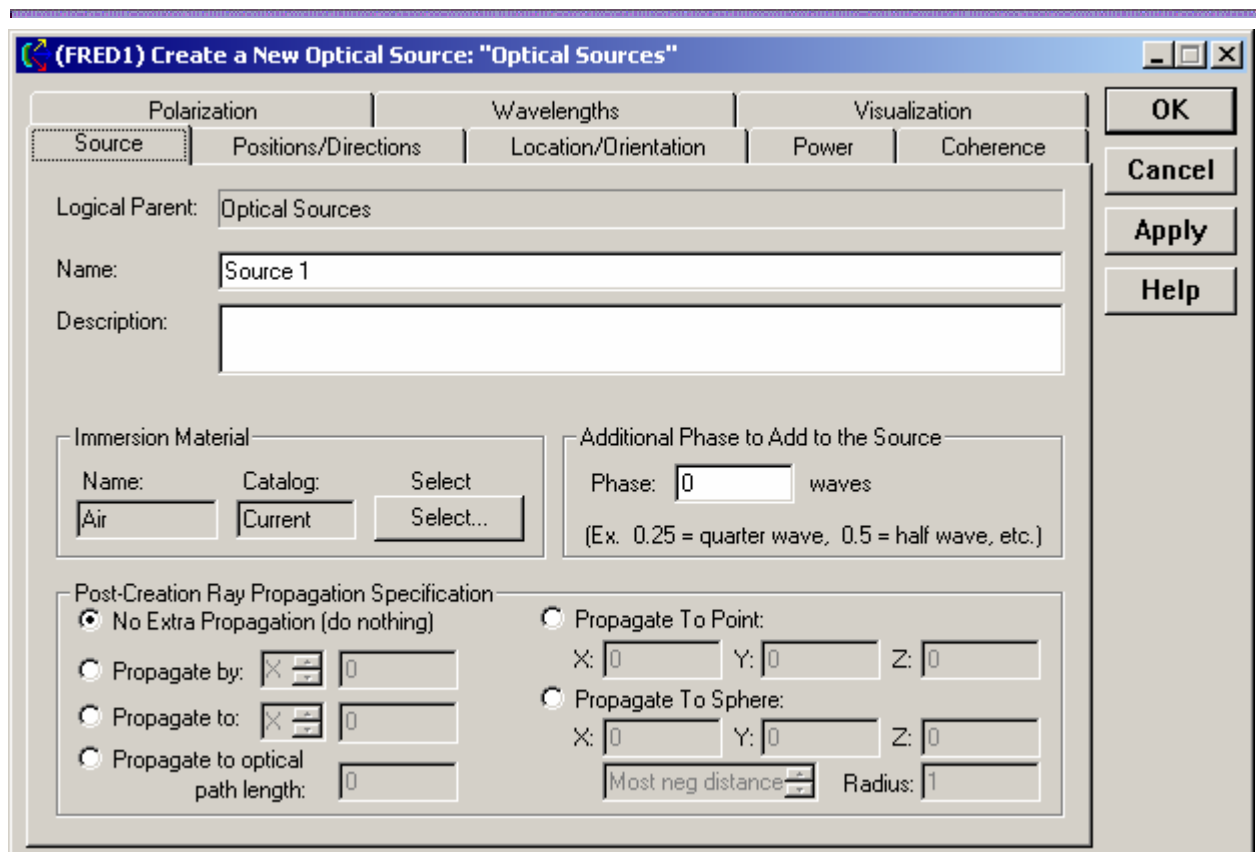 (FRED1) Create a New Optical Source: "Optical Sources"
Polarization Wavelengths Visualization
Source Positions/Directions Location/Orientation Power Coherence
OK
Cancel
Apply
Help
Logical Parent: Optical Sources
Name: Source 1
Description:
Immersion Material
Name: Catalog: Select
Air Current Select...
Additional Phase to Add to the Source
Phase: 0 waves
(Ex. 0.25 = quarter wave, 0.5 = half wave, etc.)
Post-Creation Ray Propagation Specification
No Extra Propagation (do nothing)
Propagate by: X 0
Propagate to: X 0
Propagate to optical
path length: 0
Propagate To Point:
X: 0 Y: 0 Z: 0
Propagate To Sphere:
X: 0 Y: 0 Z: 0
Most neg distance Radius: 1